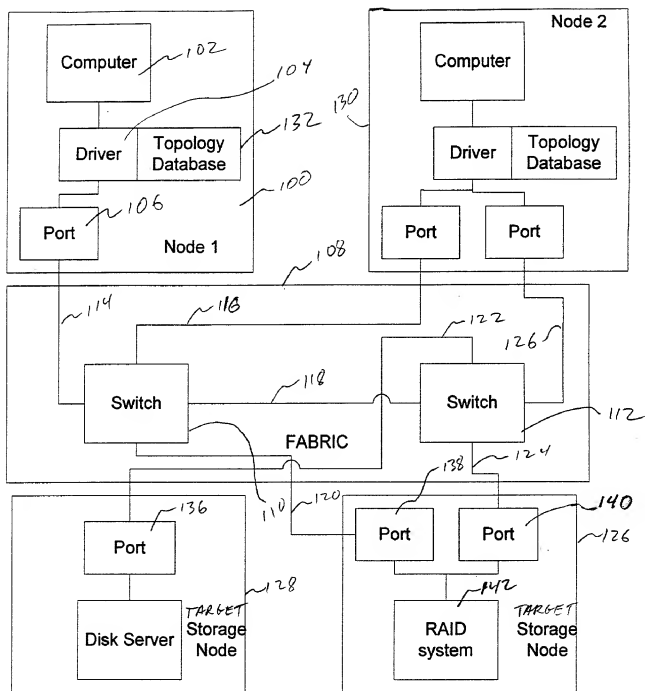 Node 2
Computer
102
104
Driver
Topology
Database
132
106
100
Port
Node 1
130
Computer
Driver
Topology
Database
Port
Port
108
114
116
122
126
118
Switch
Switch
112
FABRIC
124
110
120
138
136
Port
Port
Port
140
126
128
142
Disk Server
TARGET
Storage
Node
RAID
system
TARGET
Storage
Node